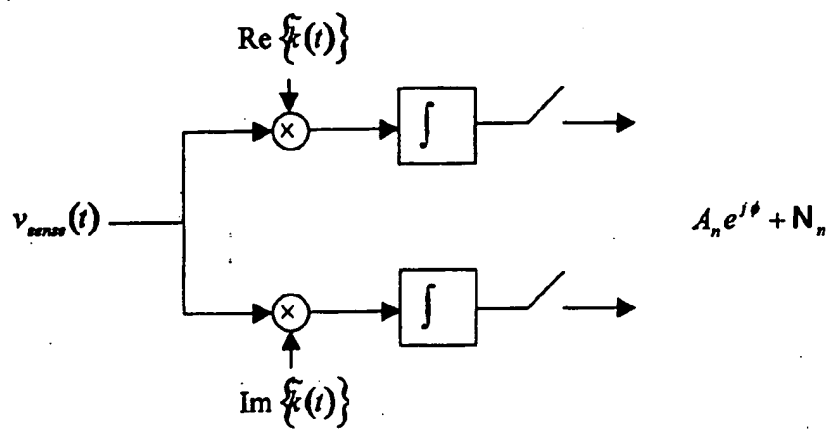 Re {k̃(t)}
×
∫
v_sense(t)
A_n e^{jϕ} + N_n
×
∫
Im {k̃(t)}